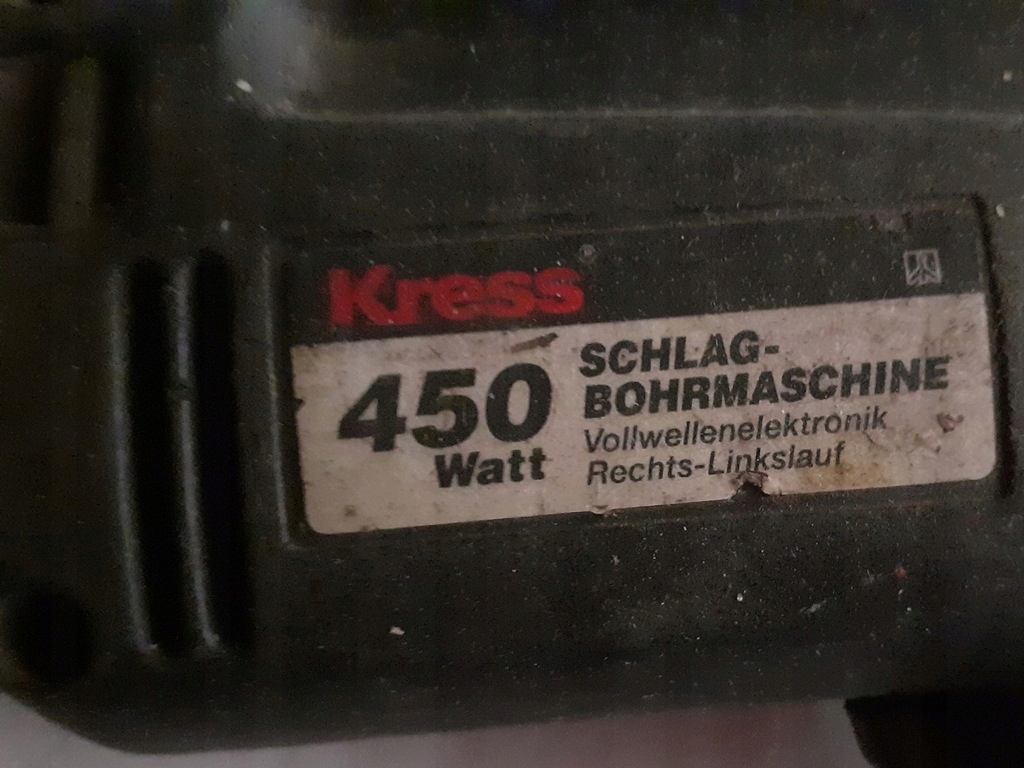 Kress®
450
Watt
SCHLAG-
BOHRMASCHINE
Vollwellenelektronik
Rechts-Linkslauf